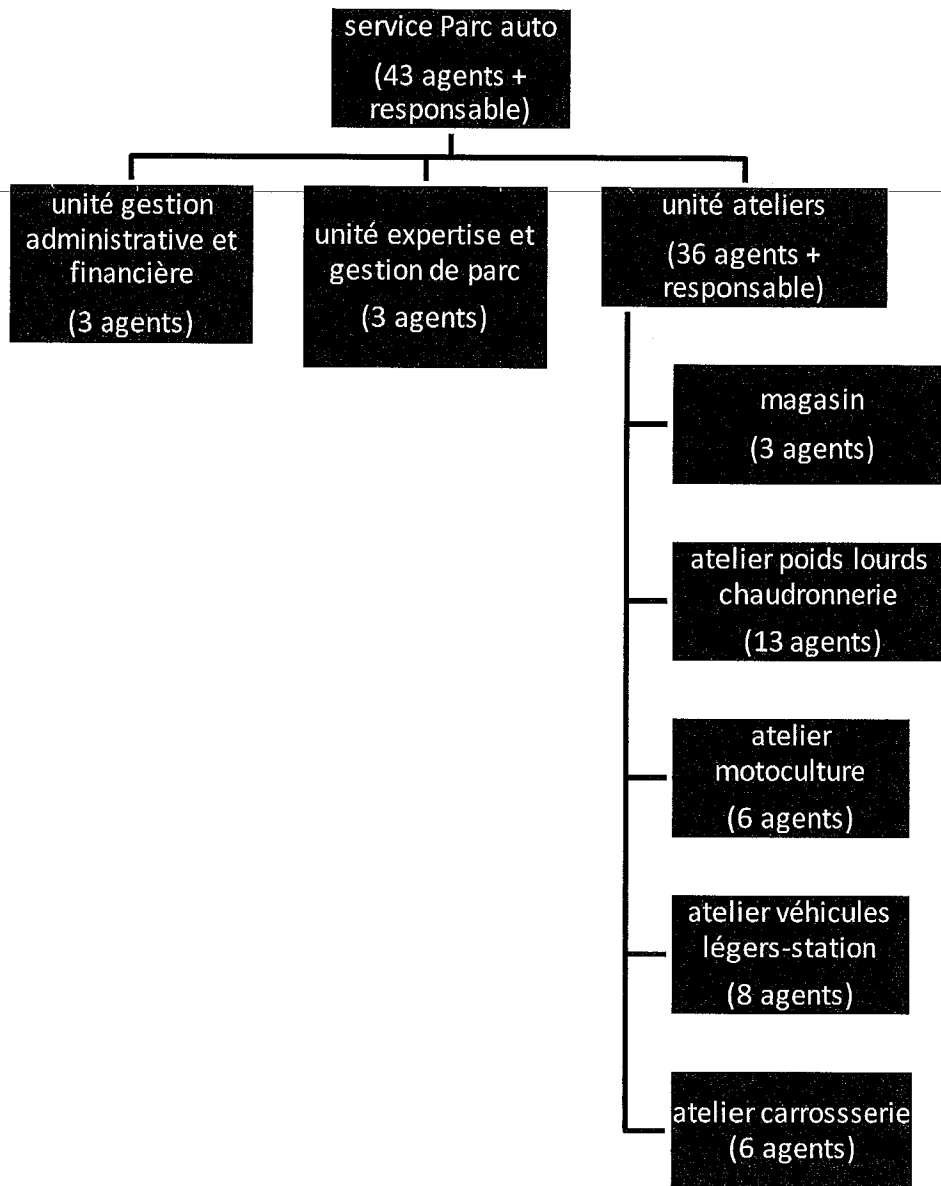 service Parc auto
(43 agents +
responsable)
unité gestion
administrative et
financière
(3 agents)
unité expertise et
gestion de parc
(3 agents)
unité ateliers
(36 agents +
responsable)
magasin
(3 agents)
atelier poids lourds
chaudronnerie
(13 agents)
atelier
motoculture
(6 agents)
atelier véhicules
légers-station
(8 agents)
atelier carrossserie
(6 agents)